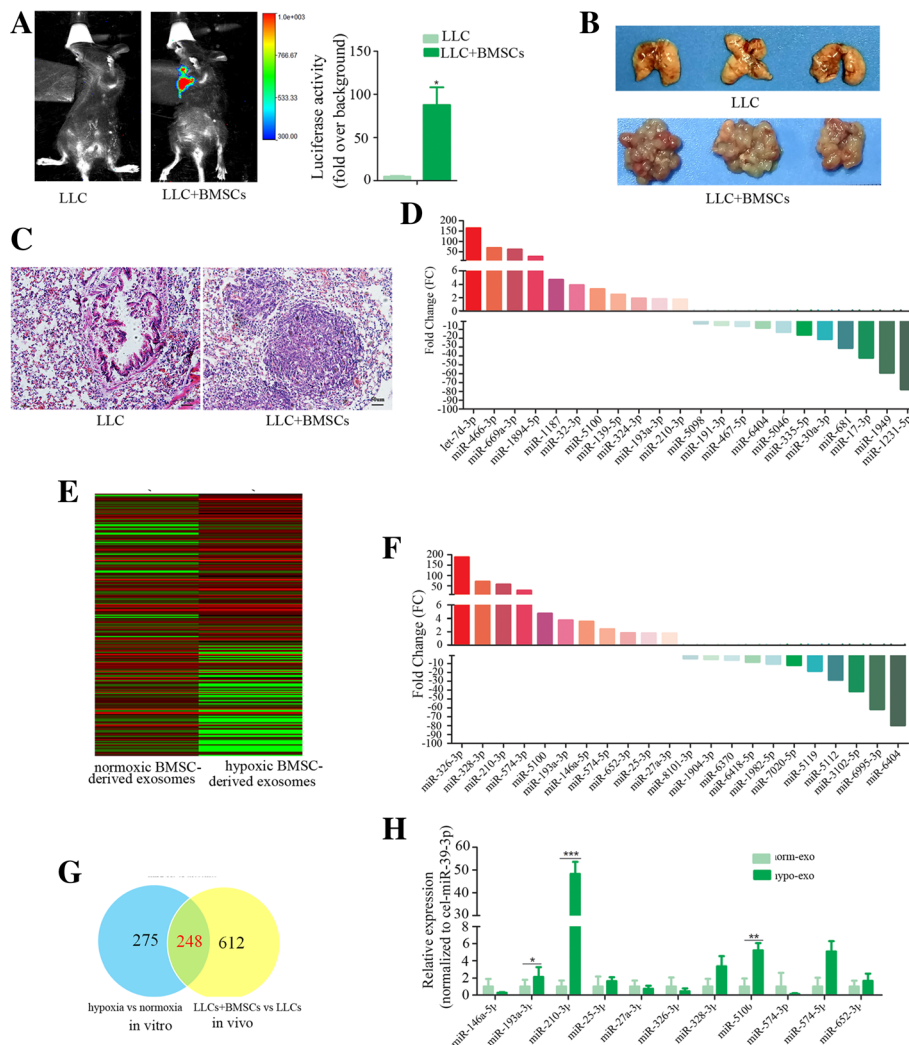 A
1.0e+003
766.67
533.33
300.00
LLC
LLC+BMSCs
Luciferase activity
(fold over background)
150
100
50
0
LLC
LLC+BMSCs
*
B
LLC
LLC+BMSCs
C
LLC
LLC+BMSCs
D
Fold Change (FC)
200
150
100
50
6
4
2
0
-10
-20
-30
-40
-50
-60
-70
-80
-90
-100
let-7d-3p
miR-466-3p
miR-669a-3p
miR-1894-5p
miR-1187
miR-32-3p
miR-5100
miR-139-5p
miR-324-3p
miR-193a-3p
miR-210-3p
miR-5098
miR-191-3p
miR-467-5p
miR-6404
miR-5046
miR-335-5p
miR-30a-3p
miR-681
miR-17-3p
miR-1949
miR-1231-5p
E
normoxic BMSC-
derived exosomes
hypoxic BMSC-
derived exosomes
F
Fold Change (FC)
200
150
100
50
6
4
2
0
-10
-20
-30
-40
-50
-60
-70
-80
-90
-100
miR-326-3p
miR-328-3p
miR-210-3p
miR-574-3p
miR-5100
miR-193a-3p
miR-146a-5p
miR-574-5p
miR-652-3p
miR-25-3p
miR-27a-3p
miR-8101-3p
miR-1904-3p
miR-6370
miR-6418-5p
miR-1982-5p
miR-7020-5p
miR-5119
miR-5112
miR-3102-5p
miR-6995-3p
miR-6404
G
275
248
612
hypoxia vs normoxia
in vitro
LLCs+BMSCs vs LLCs
in vivo
H
Relative expression
(normalized to cel-miR-39-3p)
60
50
40
30
8
6
4
2
0
*
***
**
norm-exo
hypo-exo
miR-146a-5p
miR-193a-3p
miR-210-3p
miR-25-3p
miR-27a-3p
miR-326-3p
miR-328-3p
miR-510b
miR-574-3p
miR-574-5p
miR-652-3p